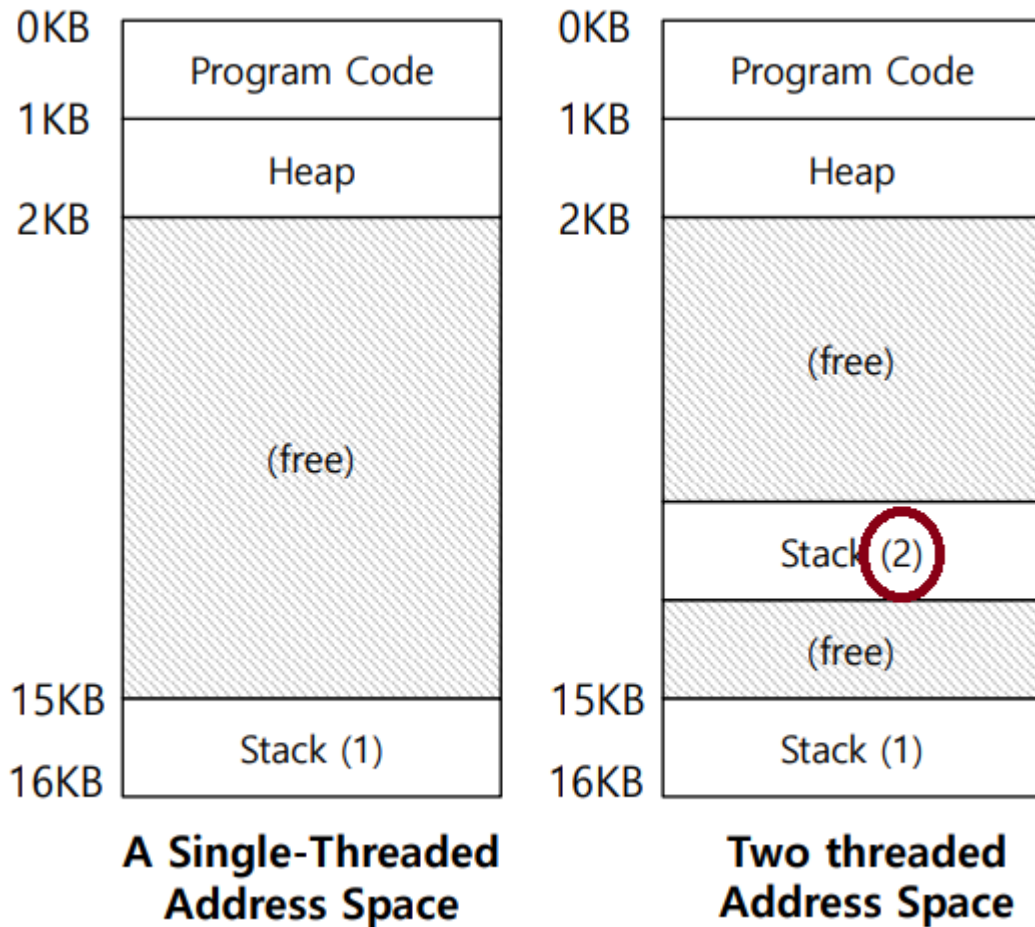 0KB
Program Code
1KB
Heap
2KB
(free)
15KB
Stack (1)
16KB
A Single-Threaded
Address Space
0KB
Program Code
1KB
Heap
2KB
(free)
Stack (2)
(free)
15KB
Stack (1)
16KB
Two threaded
Address Space